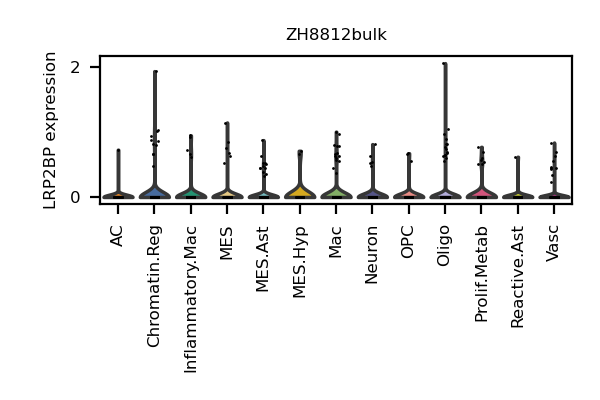 ZH8812bulk
LRP2BP expression
2
0
AC
Chromatin.Reg
Inflammatory.Mac
MES
MES.Ast
MES.Hyp
Mac
Neuron
OPC
Oligo
Prolif.Metab
Reactive.Ast
Vasc